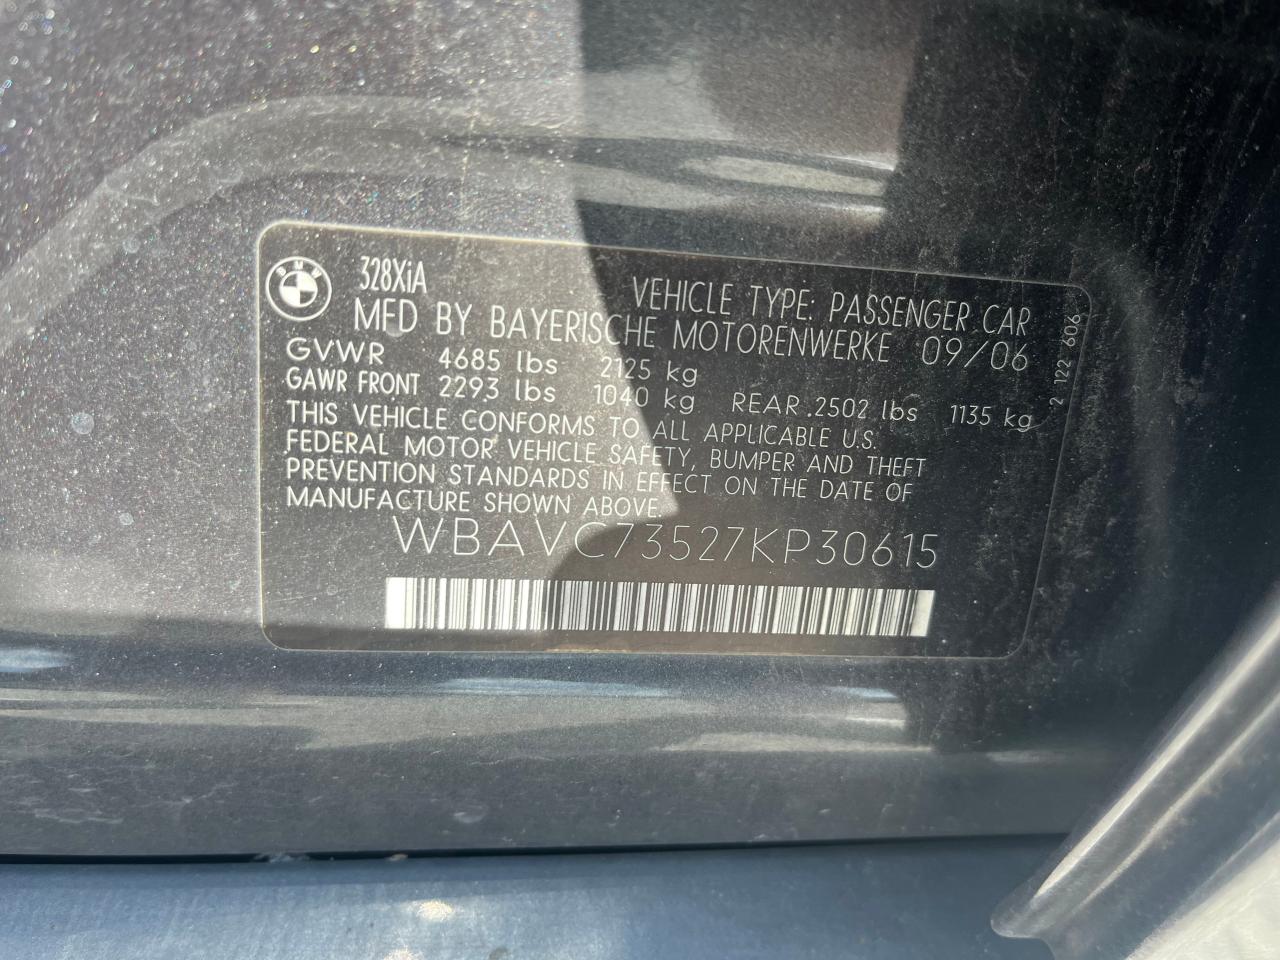 BMW
328XiA
VEHICLE TYPE: PASSENGER CAR
MFD BY BAYERISCHE MOTORENWERKE 09/06
GVWR 4685 lbs 2125 kg
GAWR FRONT 2293 lbs 1040 kg REAR 2502 lbs 1135 kg
THIS VEHICLE CONFORMS TO ALL APPLICABLE U.S.
FEDERAL MOTOR VEHICLE SAFETY, BUMPER AND THEFT
PREVENTION STANDARDS IN EFFECT ON THE DATE OF
MANUFACTURE SHOWN ABOVE.
WBAVC73527KP30615
2 122 606